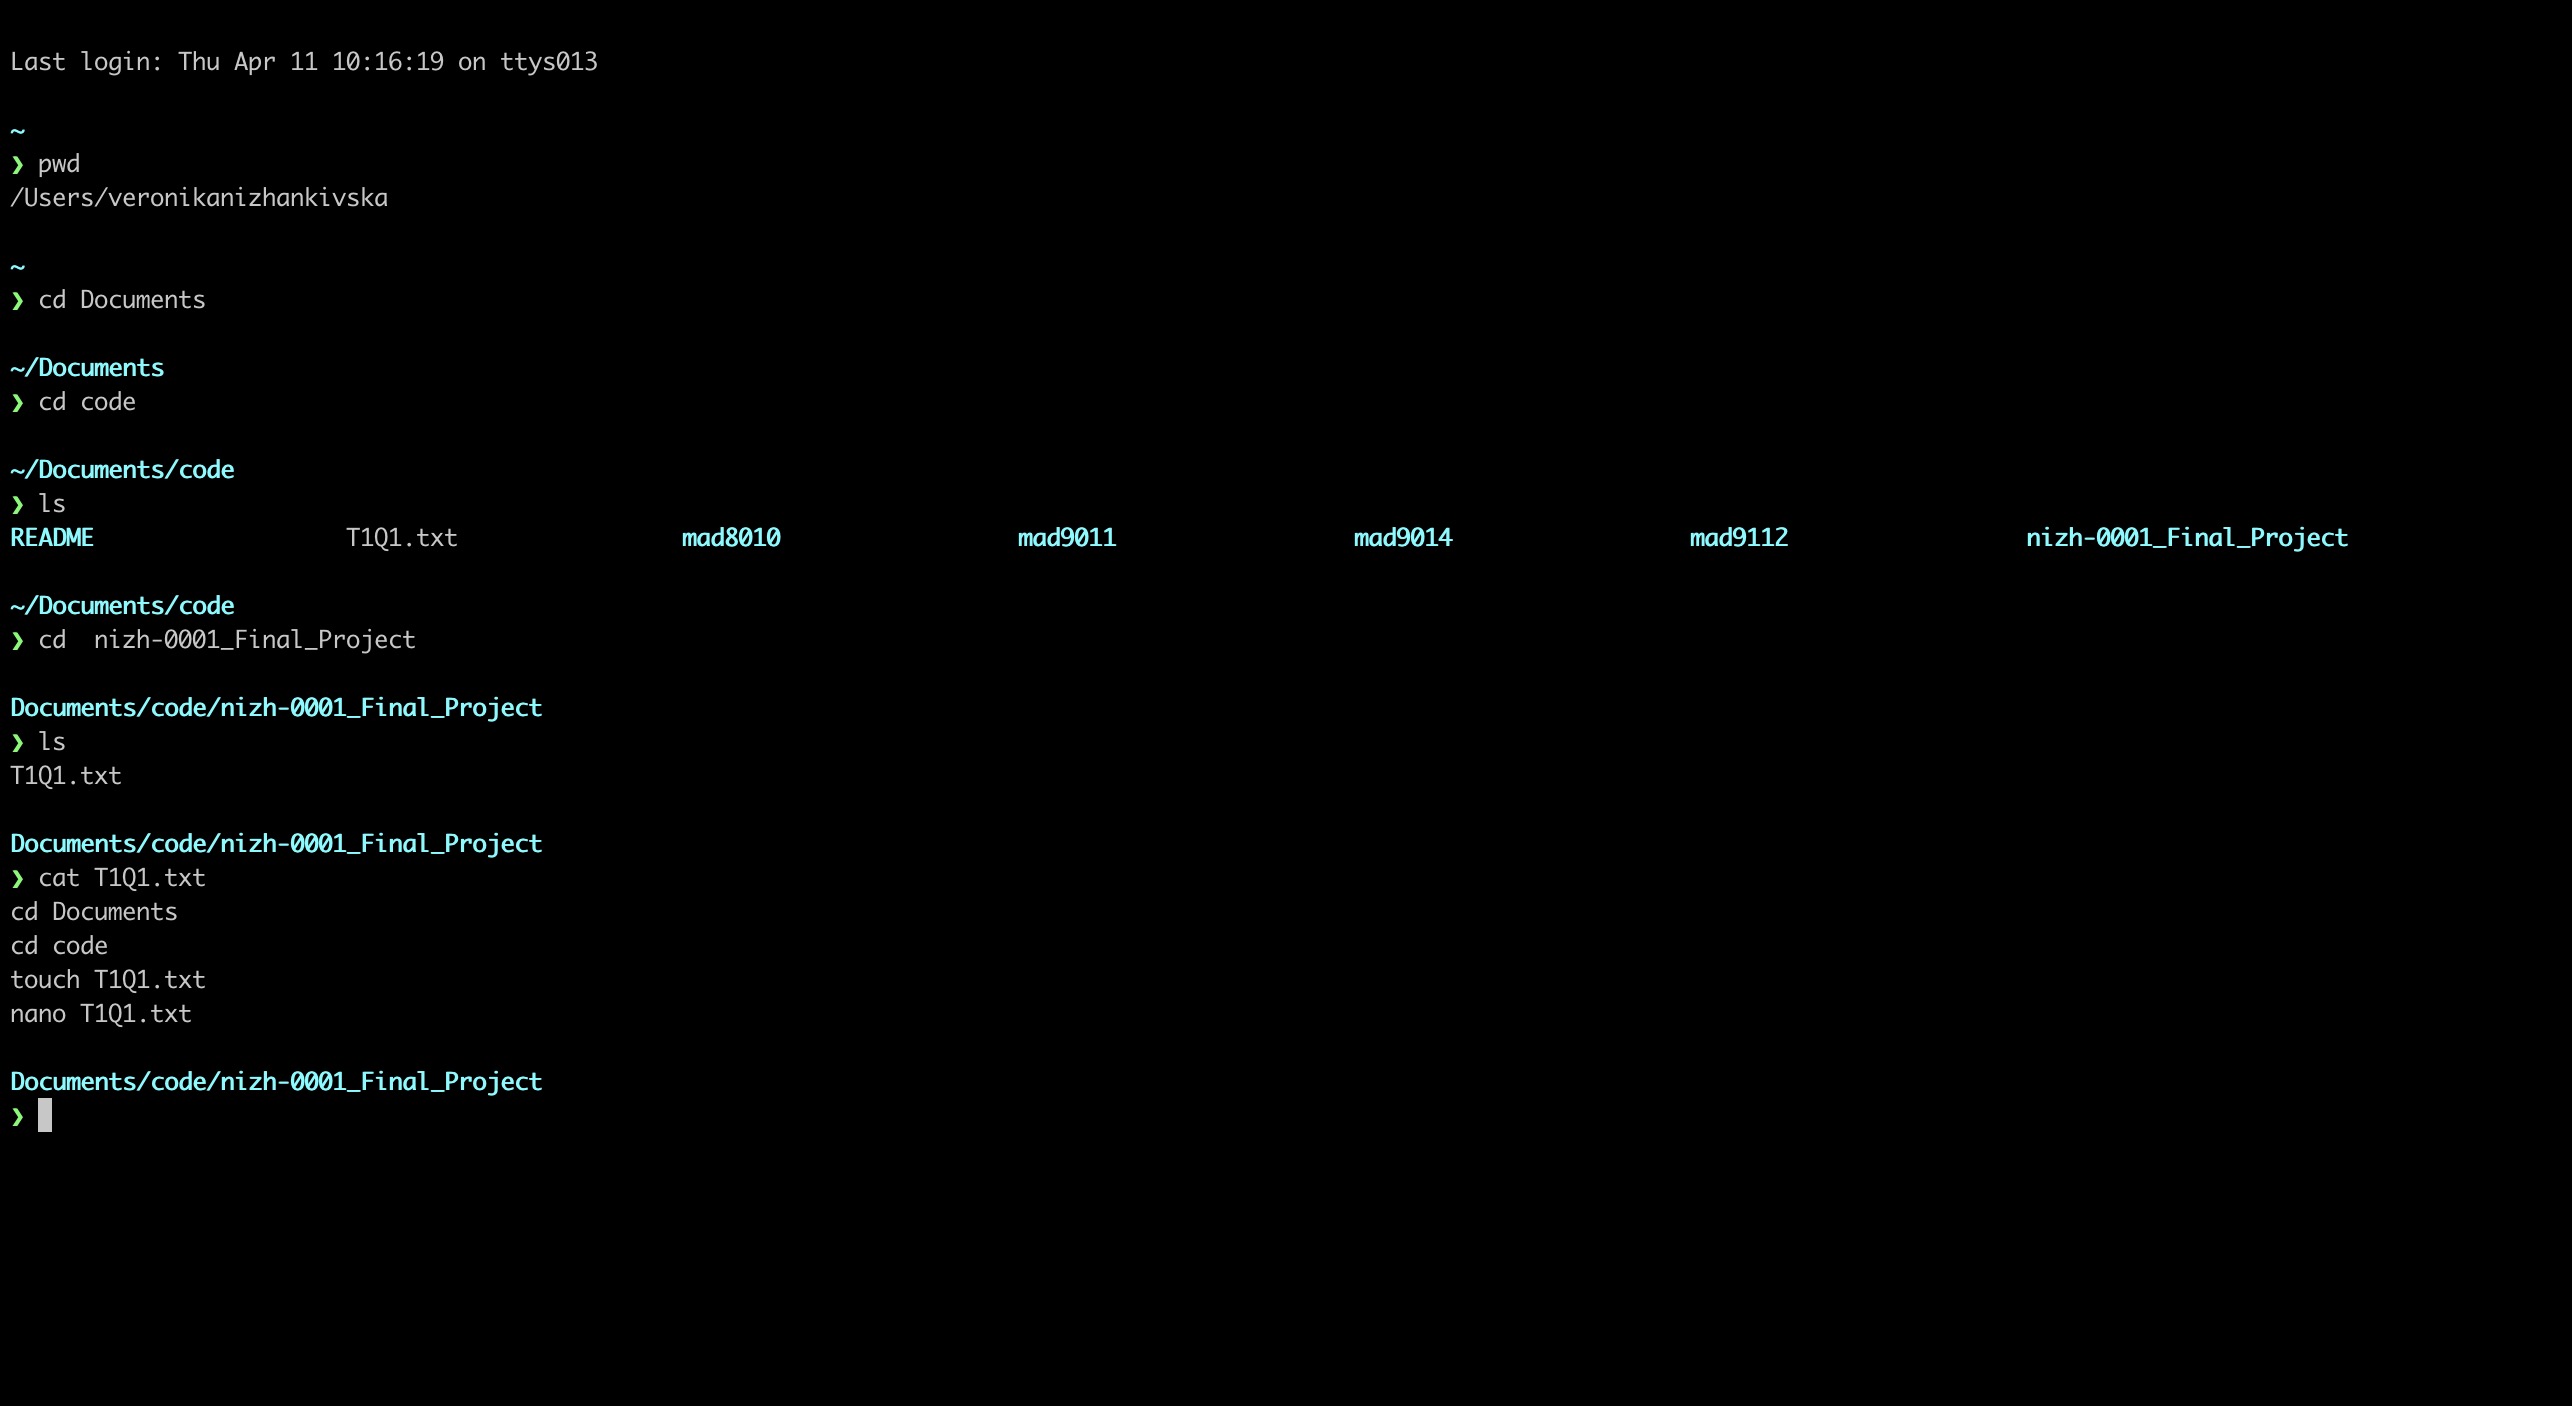 Last login: Thu Apr 11 10:16:19 on ttys013
~
❯ pwd
/Users/veronikanizhankivska
~
❯ cd Documents
~/Documents
❯ cd code
~/Documents/code
❯ ls
README T1Q1.txt mad8010 mad9011 mad9014 mad9112 nizh-0001_Final_Project
~/Documents/code
❯ cd  nizh-0001_Final_Project
Documents/code/nizh-0001_Final_Project
❯ ls
T1Q1.txt
Documents/code/nizh-0001_Final_Project
❯ cat T1Q1.txt
cd Documents
cd code
touch T1Q1.txt
nano T1Q1.txt
Documents/code/nizh-0001_Final_Project
❯